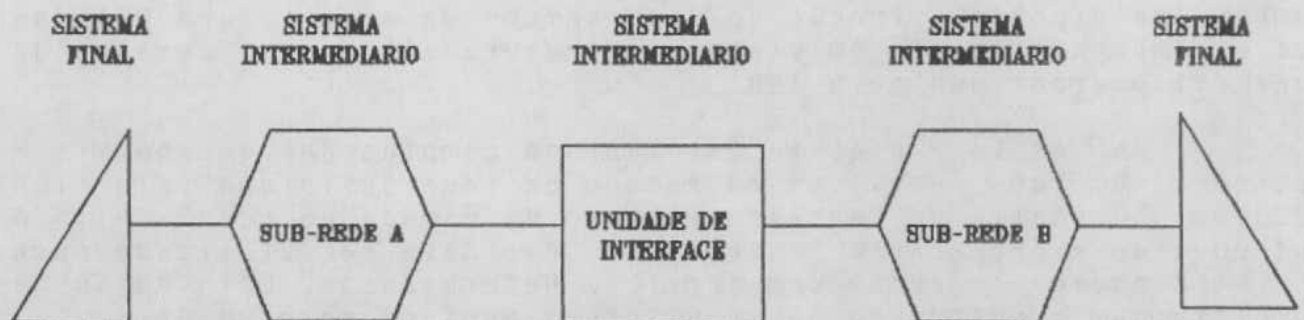 SISTEMA
FINAL
SISTEMA
INTERMEDIARIO
SISTEMA
INTERMEDIARIO
SISTEMA
INTERMEDIARIO
SISTEMA
FINAL
SUB-REDE A
UNIDADE DE
INTERFACE
SUB-REDE B